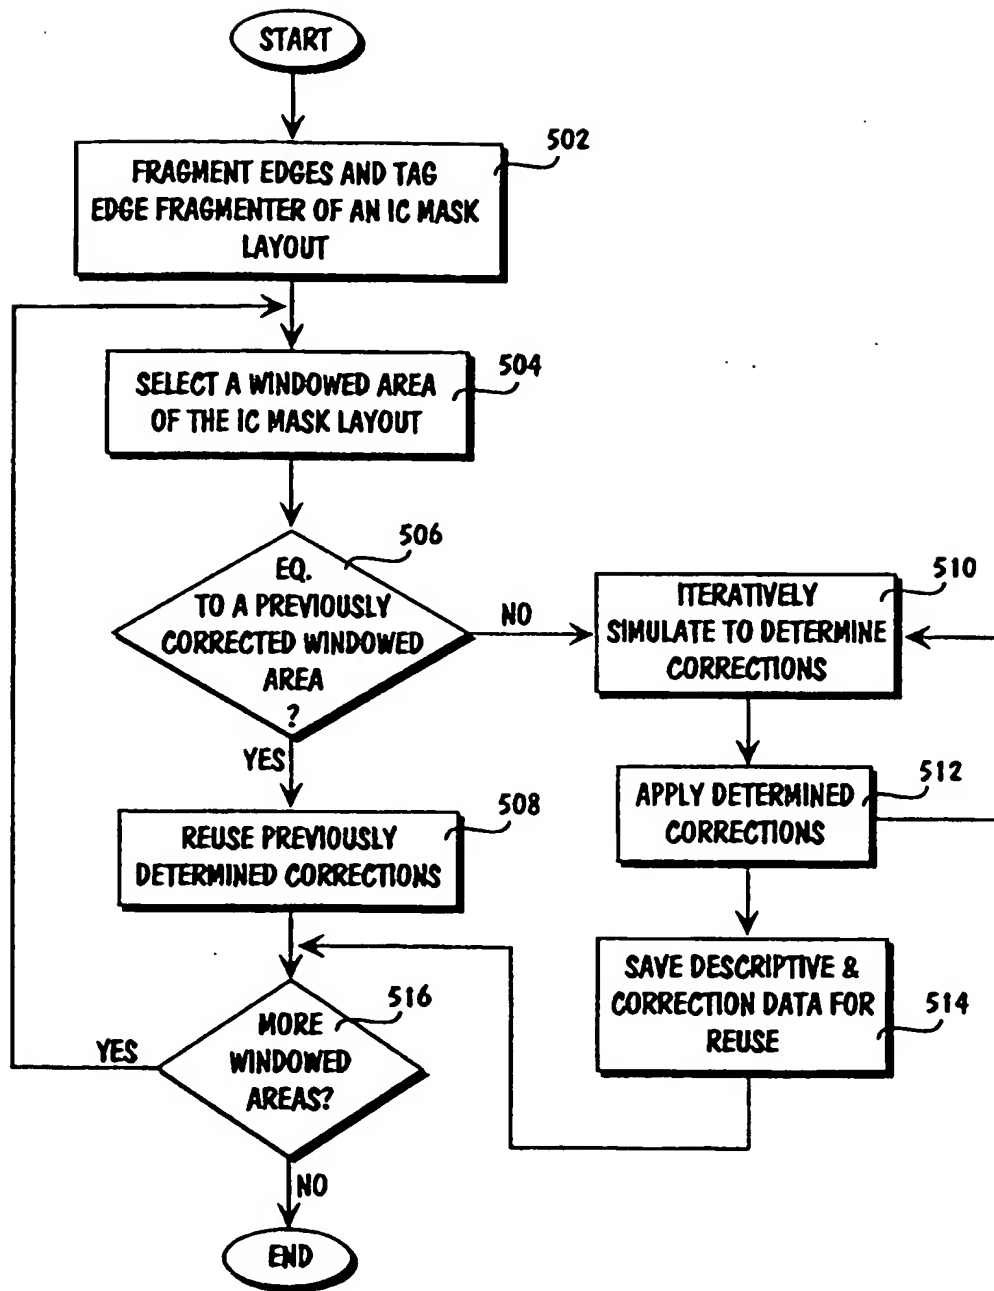 START
502
FRAGMENT EDGES AND TAG
EDGE FRAGMENTER OF AN IC MASK
LAYOUT
504
SELECT A WINDOWED AREA
OF THE IC MASK LAYOUT
506
EQ.
TO A PREVIOUSLY
CORRECTED WINDOWED
AREA
?
NO
YES
510
ITERATIVELY
SIMULATE TO DETERMINE
CORRECTIONS
512
APPLY DETERMINED
CORRECTIONS
508
REUSE PREVIOUSLY
DETERMINED CORRECTIONS
514
SAVE DESCRIPTIVE &
CORRECTION DATA FOR
REUSE
516
MORE
WINDOWED
AREAS?
YES
NO
END